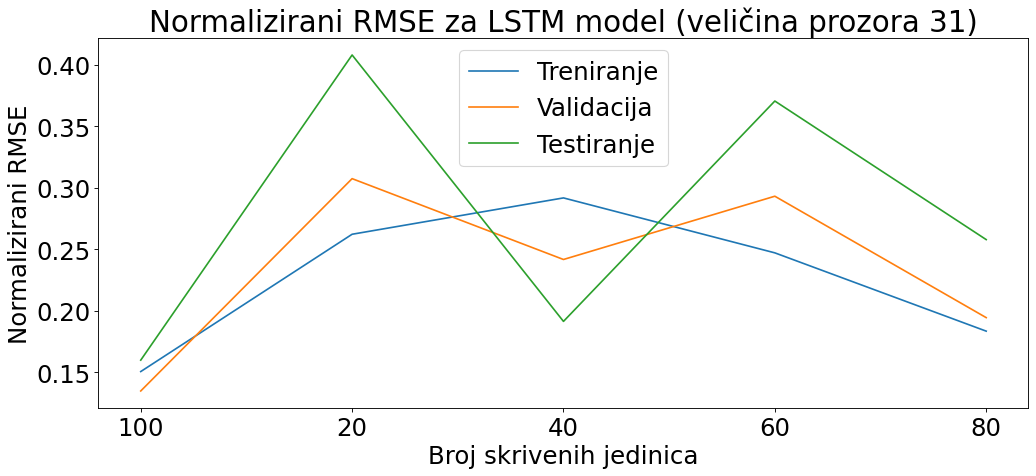 Normalizirani RMSE za LSTM model (veličina prozora 31)
Normalizirani RMSE
0.40
0.35
0.30
0.25
0.20
0.15
Treniranje
Validacija
Testiranje
100 20 40 60 80
Broj skrivenih jedinica